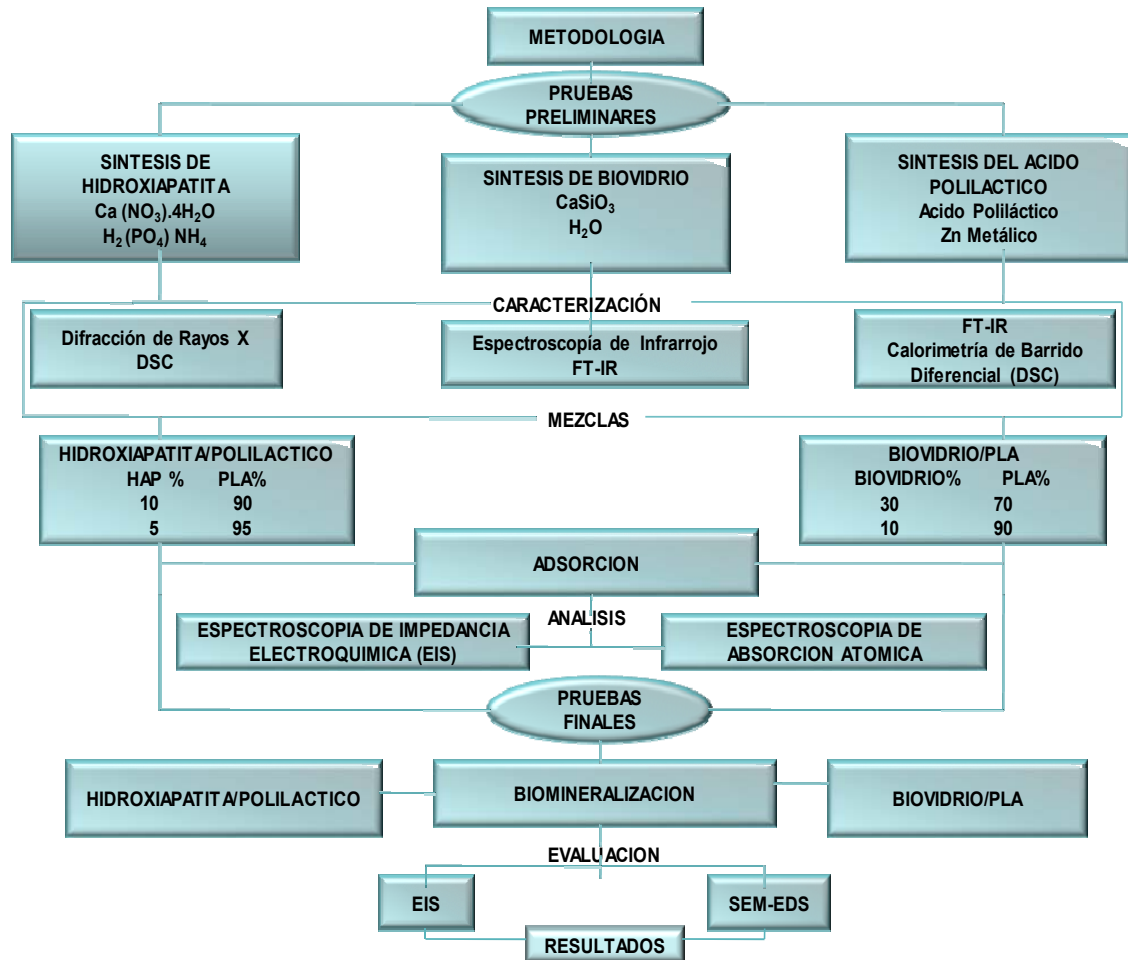 METODOLOGIA
PRUEBAS
PRELIMINARES
SINTESIS DE
HIDROXIAPATITA
Ca (NO₃).4H₂O
H₂ (PO₄) NH₄
SINTESIS DE BIOVIDRIO
CaSiO₃
H₂O
SINTESIS DEL ACIDO
POLILACTICO
Acido Poliláctico
Zn Metálico
CARACTERIZACIÓN
Difracción de Rayos X
DSC
Espectroscopía de Infrarrojo
FT-IR
FT-IR
Calorimetría de Barrido
Diferencial (DSC)
MEZCLAS
HIDROXIAPATITA/POLILACTICO
HAP % PLA%
10 90
5 95
BIOVIDRIO/PLA
BIOVIDRIO% PLA%
30 70
10 90
ADSORCION
ANALISIS
ESPECTROSCOPIA DE IMPEDANCIA
ELECTROQUIMICA (EIS)
ESPECTROSCOPIA DE
ABSORCION ATOMICA
PRUEBAS
FINALES
HIDROXIAPATITA/POLILACTICO
BIOMINERALIZACION
BIOVIDRIO/PLA
EVALUACION
EIS
SEM-EDS
RESULTADOS